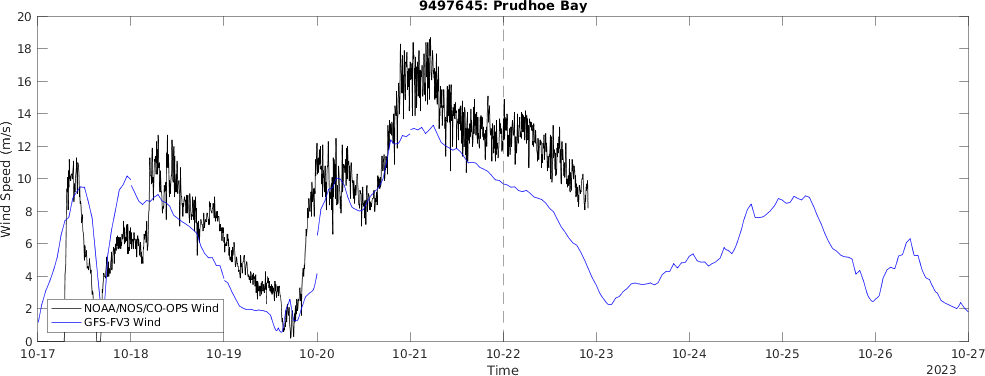 9497645: Prudhoe Bay
20
18
16
14
12
10
8
6
4
2
0
Wind Speed (m/s)
NOAA/NOS/CO-OPS Wind
GFS-FV3 Wind
10-17 10-18 10-19 10-20 10-21 10-22 10-23 10-24 10-25 10-26 10-27
Time
2023